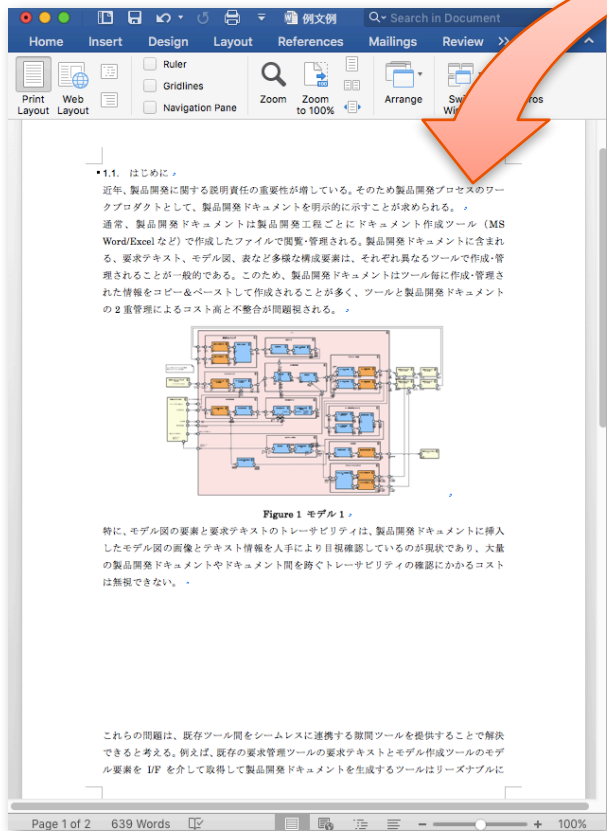 例文例
Search in Document
Home Insert Design Layout References Mailings Review
Ruler
Gridlines
Navigation Pane
Print Layout
Web Layout
Zoom
Zoom to 100%
Arrange
1.1. はじめに
近年、製品開発に関する説明責任の重要性が増している。そのため製品開発プロセスのワー
クプロダクトとして、製品開発ドキュメントを明示的に示すことが求められる。
通常、製品開発ドキュメントは製品開発工程ごとにドキュメント作成ツール（MS
Word/Excel など）で作成したファイルで閲覧・管理される。製品開発ドキュメントに含まれ
る、要求テキスト、モデル図、表など多様な構成要素は、それぞれ異なるツールで作成・管
理されることが一般的である。このため、製品開発ドキュメントはツール毎に作成・管理さ
れた情報をコピー＆ペーストして作成されることが多く、ツールと製品開発ドキュメント
の 2 重管理によるコスト高と不整合が問題視される。
Figure 1 モデル 1
特に、モデル図の要素と要求テキストのトレーサビリティは、製品開発ドキュメントに挿入
したモデル図の画像とテキスト情報を人手により目視確認しているのが現状であり、大量
の製品開発ドキュメントやドキュメント間を跨ぐトレーサビリティの確認にかかるコスト
は無視できない。
これらの問題は、既存ツール間をシームレスに連携する隙間ツールを提供することで解決
できると考える。例えば、既存の要求管理ツールの要求テキストとモデル作成ツールのモデ
ル要素を I/F を介して取得して製品開発ドキュメントを生成するツールはリーズナブルに
Page 1 of 2 639 Words 100%